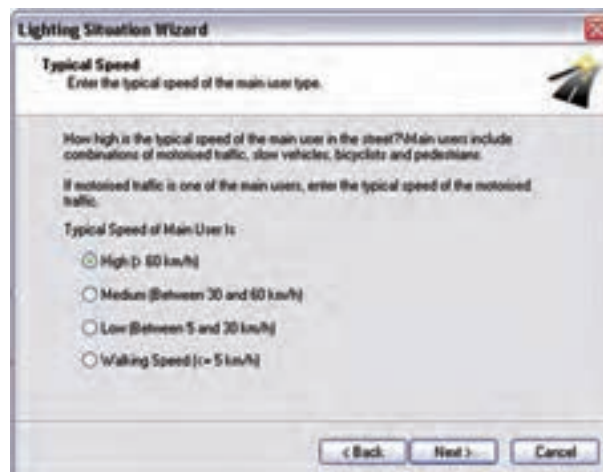 Lighting Situation Wizard
Typical Speed
Enter the typical speed of the main user type.
How high is the typical speed of the main user in the street?\Main users include
combinations of motorised traffic, slow vehicles, bicyclists and pedestrians.
If motorised traffic is one of the main users, enter the typical speed of the motorised
traffic.
Typical Speed of Main User Is
High (> 60 km/h)
Medium (Between 30 and 60 km/h)
Low (Between 5 and 30 km/h)
Walking Speed (<= 5 km/h)
< Back Next > Cancel